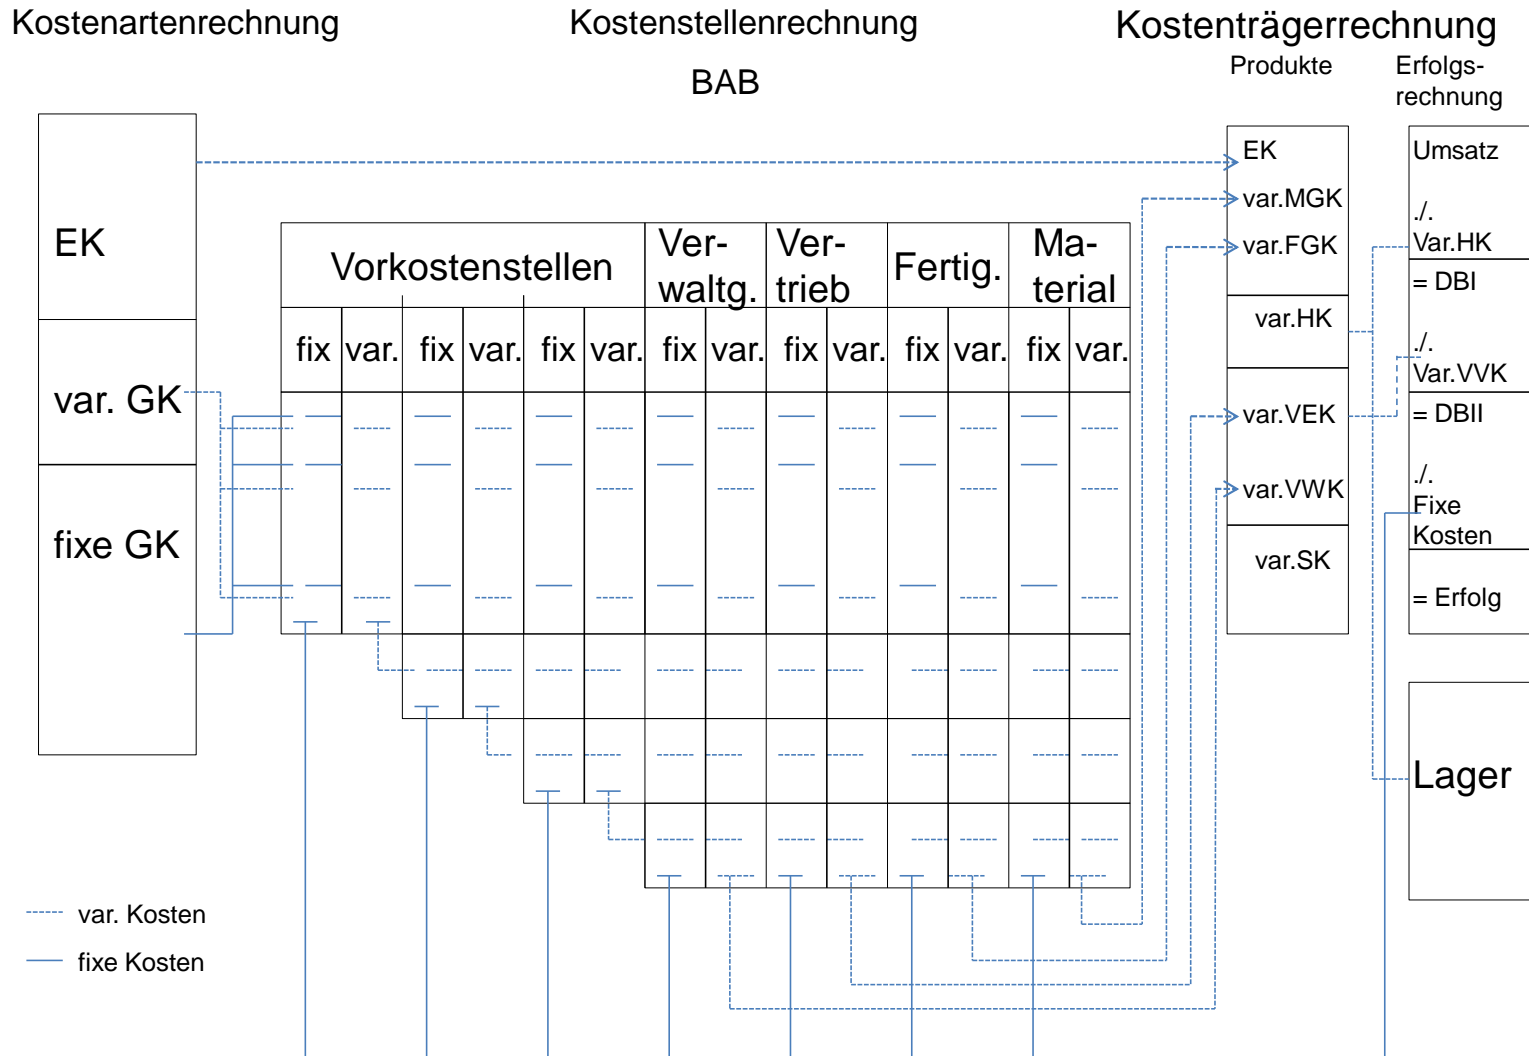 Kostenartenrechnung
Kostenstellenrechnung
Kostenträgerrechnung
BAB
Produkte
Erfolgs-
rechnung
EK
var. GK
fixe GK
Vorkostenstellen
Ver-
waltg.
Ver-
trieb
Fertig.
Ma-
terial
fix var. fix var. fix var. fix var. fix var. fix var. fix var.
EK
var.MGK
var.FGK
var.HK
var.VEK
var.VWK
var.SK
Umsatz
./.
Var.HK
= DBI
./.
Var.VVK
= DBII
./.
Fixe
Kosten
= Erfolg
Lager
var. Kosten
fixe Kosten